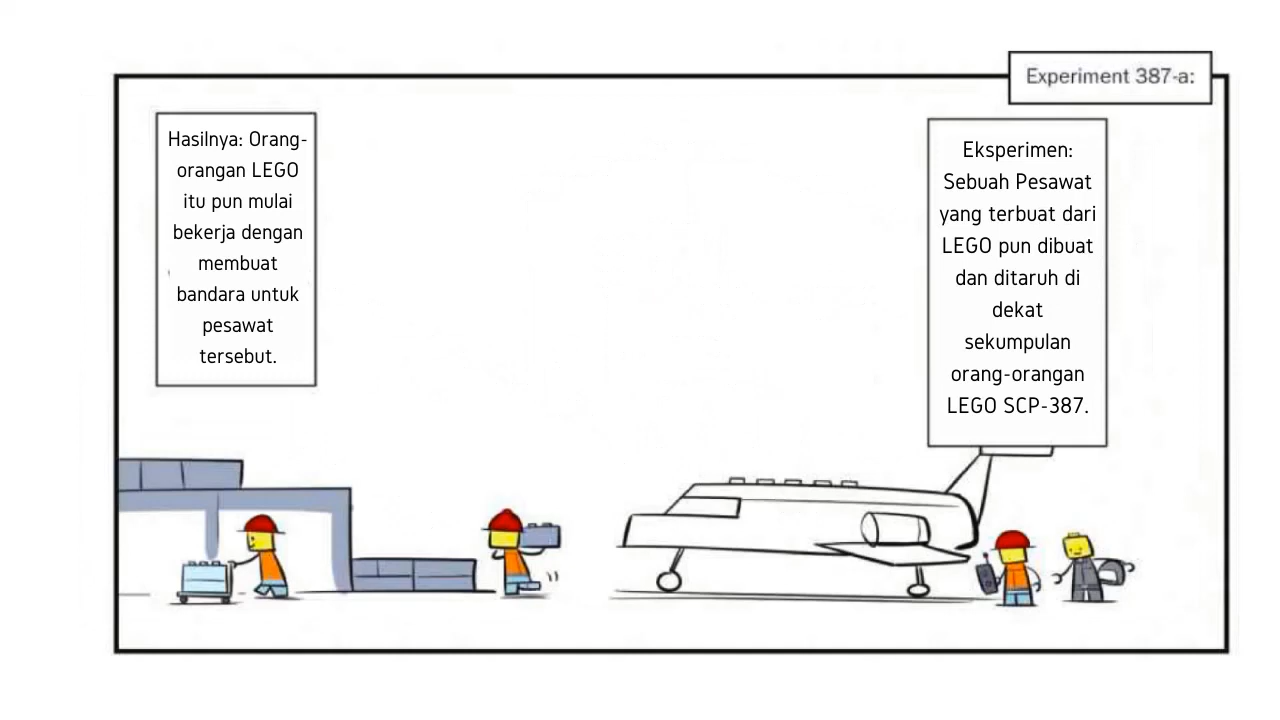 Experiment 387-a:
Hasilnya: Orang-
orangan LEGO
itu pun mulai
bekerja dengan
membuat
bandara untuk
pesawat
tersebut.
Eksperimen:
Sebuah Pesawat
yang terbuat dari
LEGO pun dibuat
dan ditaruh di
dekat
sekumpulan
orang-orangan
LEGO SCP-387.